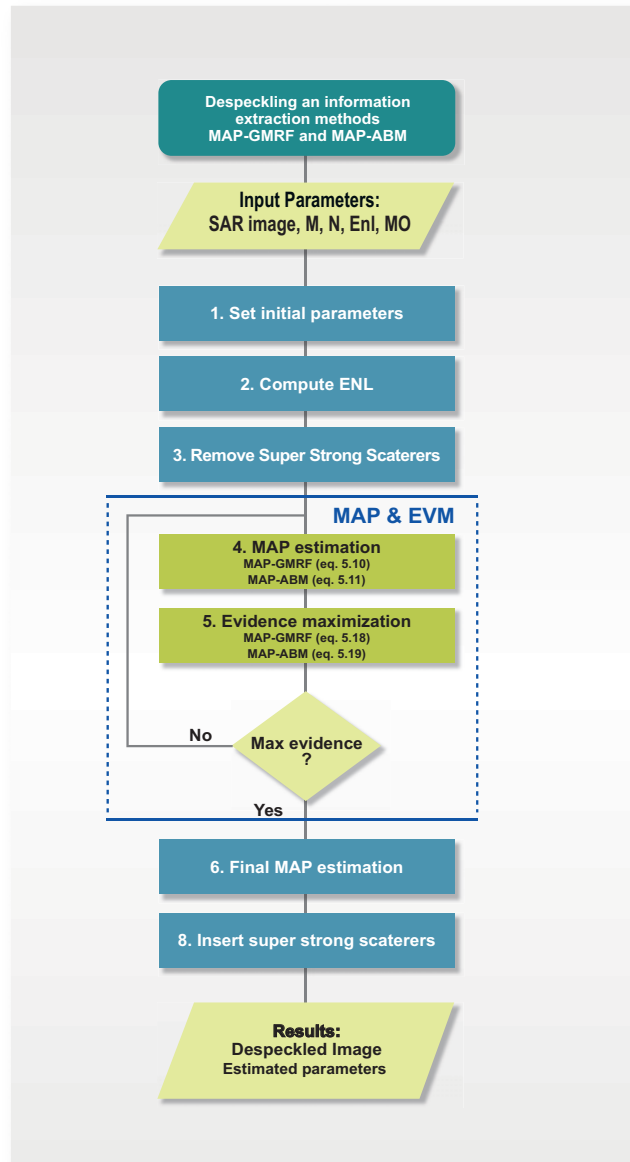 Despeckling an information
extraction methods
MAP-GMRF and MAP-ABM
Input Parameters:
SAR image, M, N, Enl, MO
1. Set initial parameters
2. Compute ENL
3. Remove Super Strong Scaterers
MAP & EVM
4. MAP estimation
MAP-GMRF (eq. 5.10)
MAP-ABM (eq. 5.11)
5. Evidence maximization
MAP-GMRF (eq. 5.18)
MAP-ABM (eq. 5.19)
No
Max evidence
?
Yes
6. Final MAP estimation
8. Insert super strong scaterers
Results:
Despeckled Image
Estimated parameters